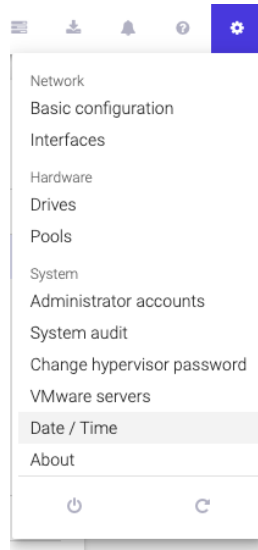 Network
Basic configuration
Interfaces
Hardware
Drives
Pools
System
Administrator accounts
System audit
Change hypervisor password
VMware servers
Date / Time
About